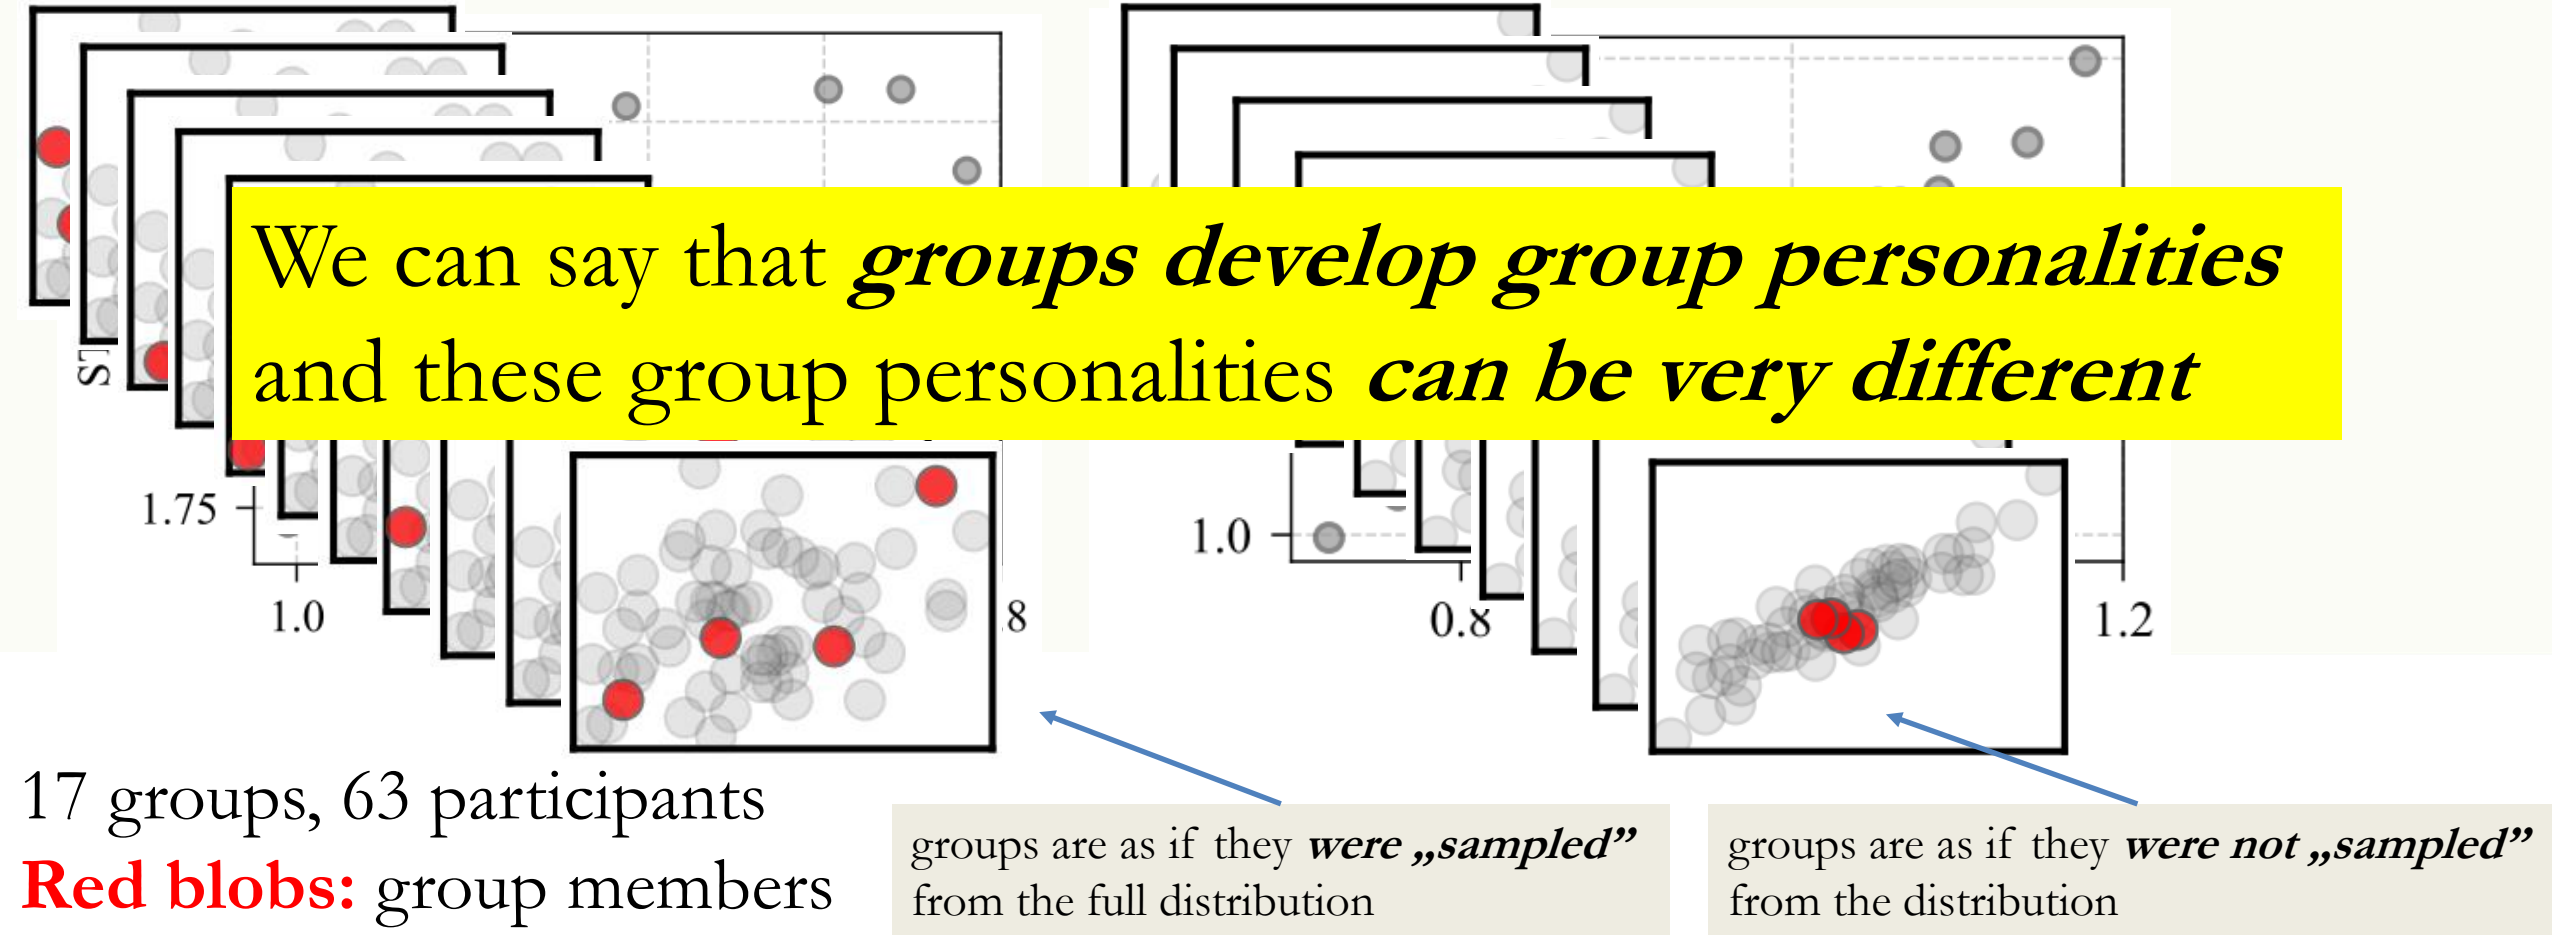 We can say that groups develop group personalities
and these group personalities can be very different
ST
1.75
1.0
8
1.0
0.8
1.2
17 groups, 63 participants
Red blobs: group members
groups are as if they were „sampled”
from the full distribution
groups are as if they were not „sampled”
from the distribution